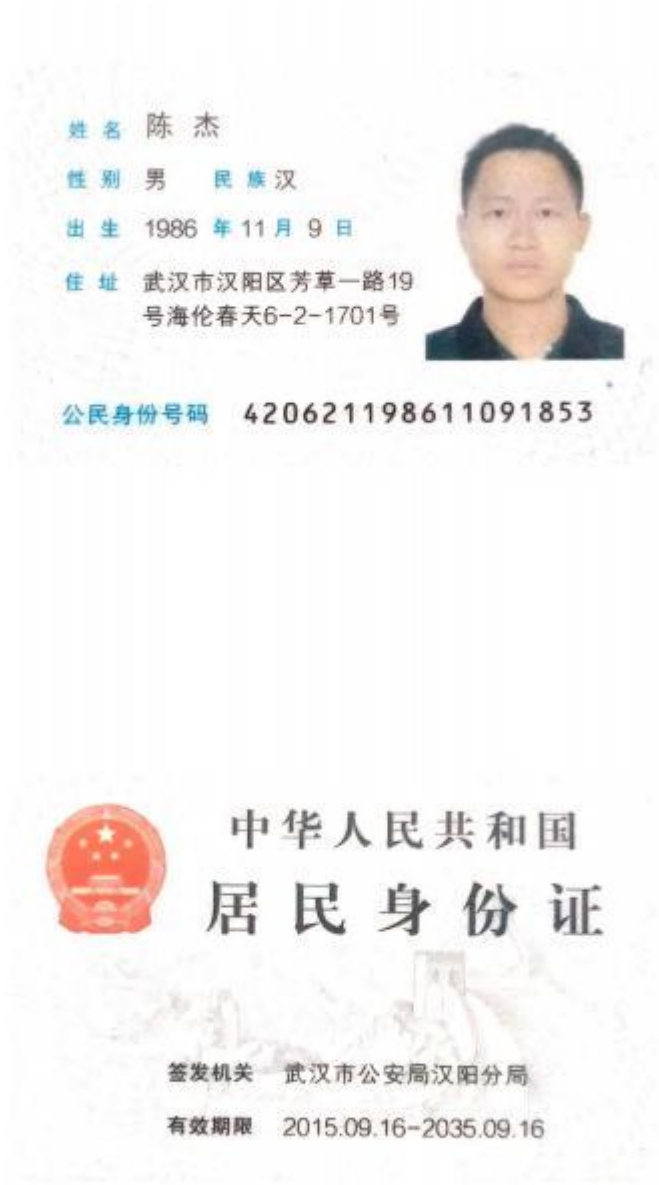 姓名 陈杰
性别 男 民族 汉
出生 1986 年 11 月 9 日
住址 武汉市汉阳区芳草一路19
号海伦春天6-2-1701号
公民身份号码 420621198611091853
中华人民共和国
居民身份证
签发机关 武汉市公安局汉阳分局
有效期限 2015.09.16-2035.09.16